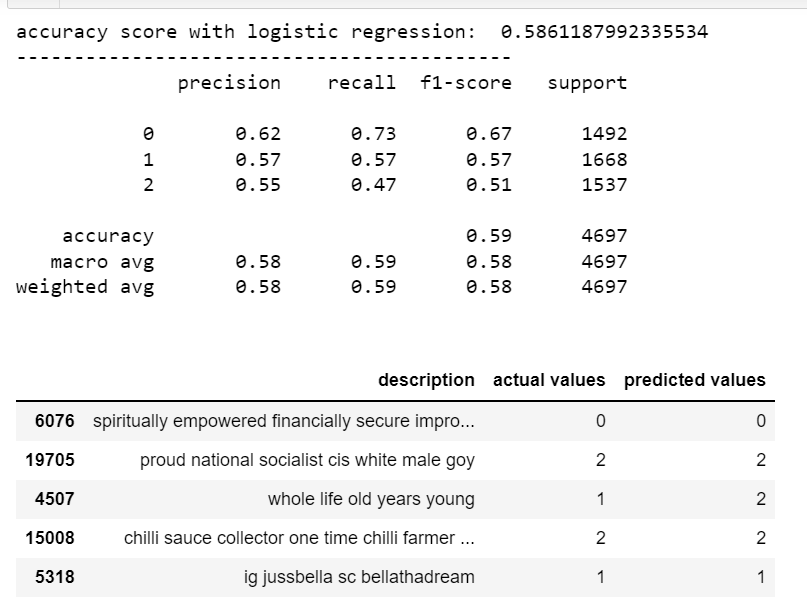 accuracy score with logistic regression:  0.5861187992335534
-------------------------------------------
precision    recall  f1-score   support
0       0.62      0.73      0.67      1492
1       0.57      0.57      0.57      1668
2       0.55      0.47      0.51      1537
accuracy                           0.59      4697
macro avg       0.58      0.59      0.58      4697
weighted avg       0.58      0.59      0.58      4697
description actual values predicted values
6076 spiritually empowered financially secure impro... 0 0
19705 proud national socialist cis white male goy 2 2
4507 whole life old years young 1 2
15008 chilli sauce collector one time chilli farmer ... 2 2
5318 ig jussbella sc bellathadream 1 1